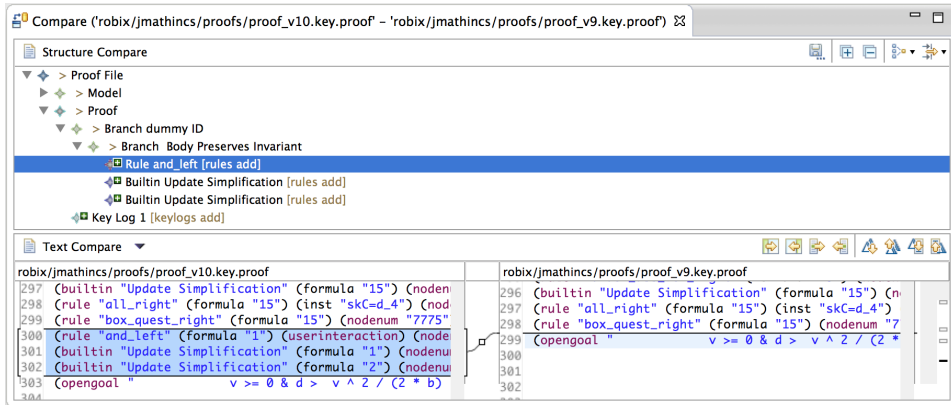 Compare ('robix/jmathincs/proofs/proof_v10.key.proof' - 'robix/jmathincs/proofs/proof_v9.key.proof')
Structure Compare
> Proof File
> Model
> Proof
> Branch dummy ID
> Branch Body Preserves Invariant
Rule and_left [rules add]
Builtin Update Simplification [rules add]
Builtin Update Simplification [rules add]
Key Log 1 [keylogs add]
Text Compare
robix/jmathincs/proofs/proof_v10.key.proof
297 (builtin "Update Simplification" (formula "15") (noden
298 (rule "all_right" (formula "15") (inst "skC=d_4") (nod
299 (rule "box_quest_right" (formula "15") (nodenum "7775"
300 (rule "and_left" (formula "1") (userinteraction) (node
301 (builtin "Update Simplification" (formula "1") (nodenu
302 (builtin "Update Simplification" (formula "2") (nodenu
303 (opengoal " v >= 0 & d > v ^ 2 / (2 * b)
304
robix/jmathincs/proofs/proof_v9.key.proof
296 (builtin "Update Simplification" (formula "15") (n
297 (rule "all_right" (formula "15") (inst "skC=d_4")
298 (rule "box_quest_right" (formula "15") (nodenum "7
299 (opengoal " v >= 0 & d > v ^ 2 / (2 *
300
301
302